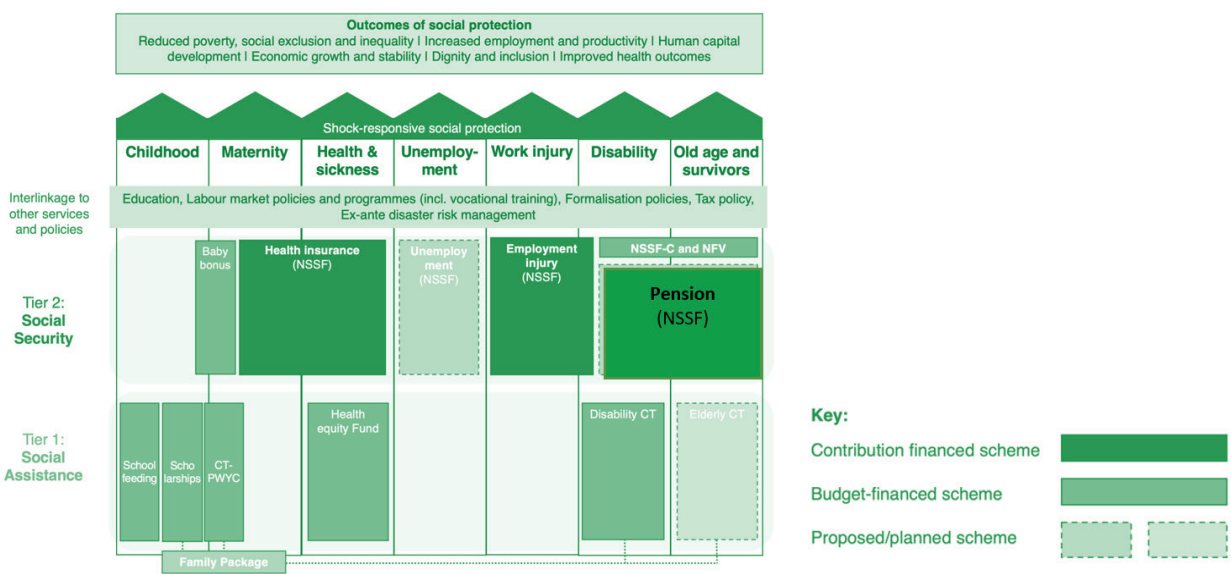 Outcomes of social protection
Reduced poverty, social exclusion and inequality | Increased employment and productivity | Human capital
development | Economic growth and stability | Dignity and inclusion | Improved health outcomes
Shock-responsive social protection
Childhood
Maternity
Health &
sickness
Unemploy-
ment
Work injury
Disability
Old age and
survivors
Interlinkage to
other services
and policies
Education, Labour market policies and programmes (incl. vocational training), Formalisation policies, Tax policy,
Ex-ante disaster risk management
Tier 2:
Social
Security
Baby
bonus
Health insurance
(NSSF)
Unemploy
ment
(NSSF)
Employment
injury
(NSSF)
NSSF-C and NFV
Pension
(NSSF)
Tier 1:
Social
Assistance
School
feeding
Scho
larships
CT-
PWYC
Health
equity Fund
Disability CT
Elderly CT
Family Package
Key:
Contribution financed scheme
Budget-financed scheme
Proposed/planned scheme